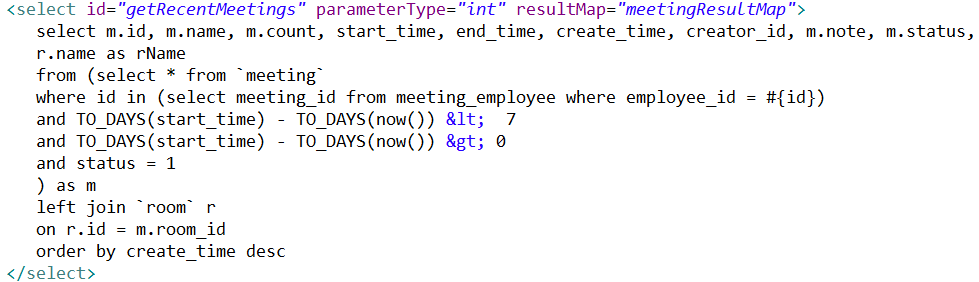 <select id="getRecentMeetings" parameterType="int" resultMap="meetingResultMap">
select m.id, m.name, m.count, start_time, end_time, create_time, creator_id, m.note, m.status,
r.name as rName
from (select * from `meeting`
where id in (select meeting_id from meeting_employee where employee_id = #{id})
and TO_DAYS(start_time) - TO_DAYS(now()) &lt;  7
and TO_DAYS(start_time) - TO_DAYS(now()) &gt; 0
and status = 1
) as m
left join `room` r
on r.id = m.room_id
order by create_time desc
</select>